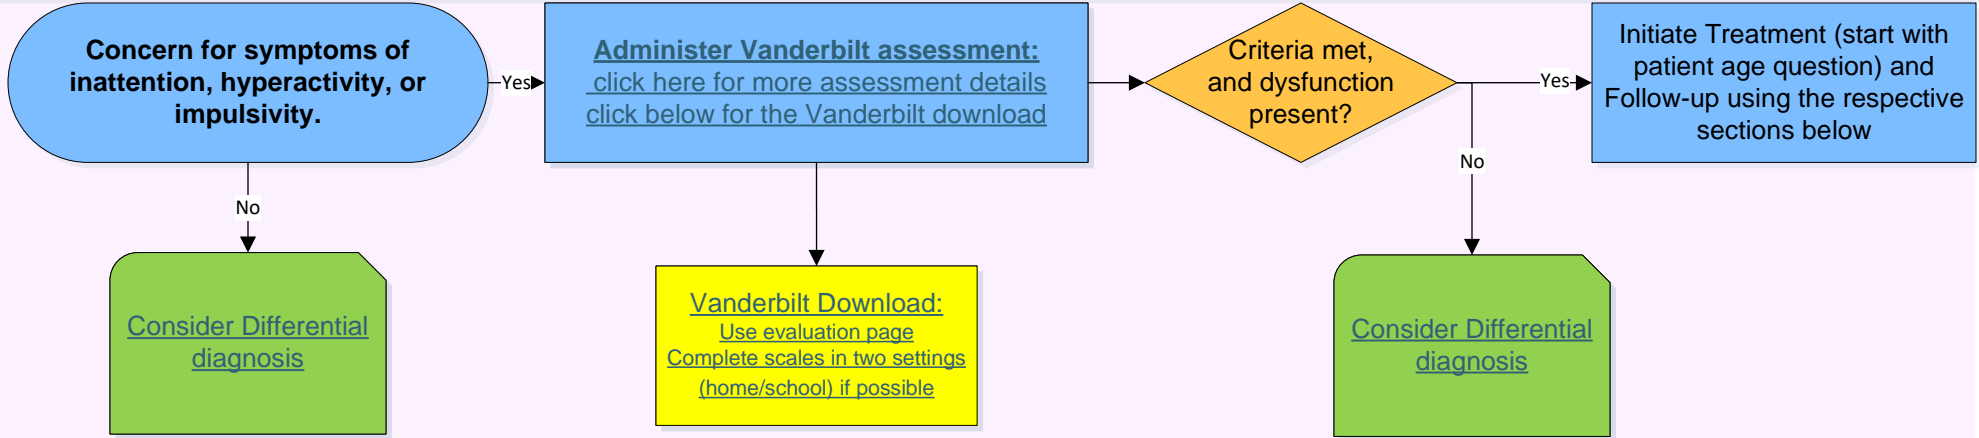 Concern for symptoms of
inattention, hyperactivity, or
impulsivity.
Yes
Administer Vanderbilt assessment:
click here for more assessment details
click below for the Vanderbilt download
Criteria met,
and dysfunction
present?
Yes
Initiate Treatment (start with
patient age question) and
Follow-up using the respective
sections below
No
No
Consider Differential
diagnosis
Vanderbilt Download:
Use evaluation page
Complete scales in two settings
(home/school) if possible
Consider Differential
diagnosis